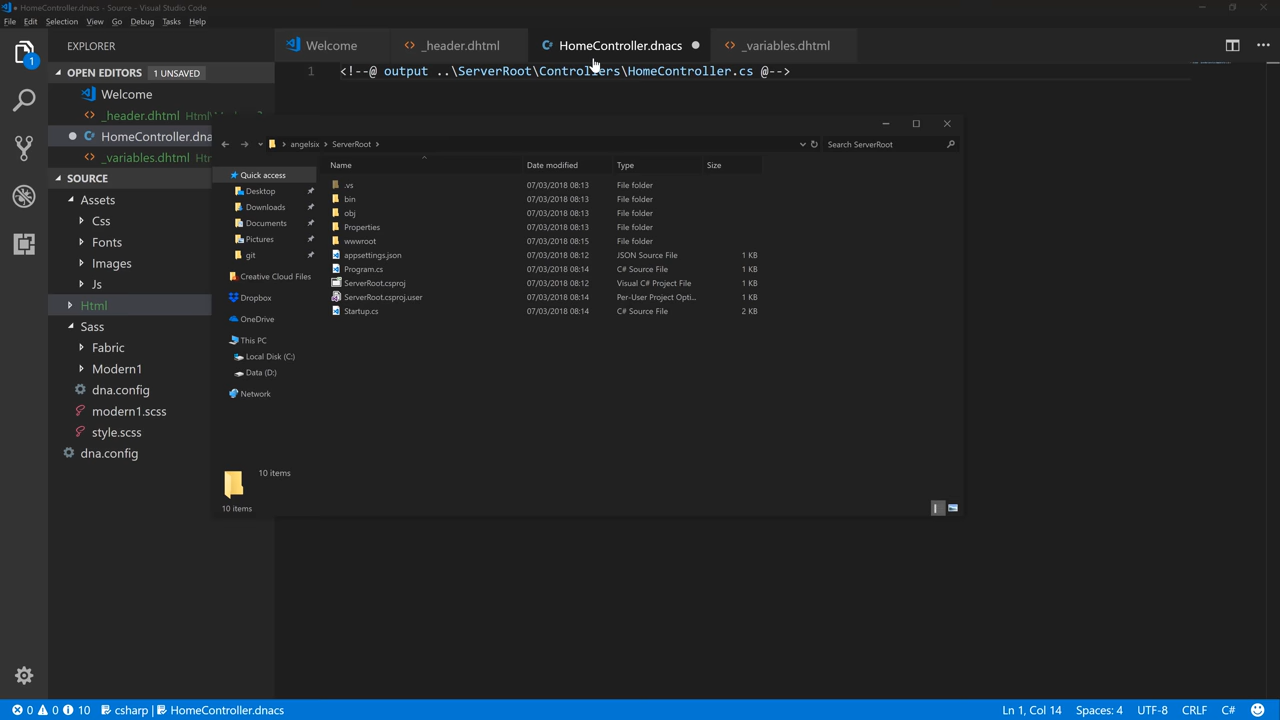 HomeController.dnacs - Source - Visual Studio Code
File Edit Selection View Go Debug Tasks Help
EXPLORER
Welcome
_header.dhtml
HomeController.dnacs
_variables.dhtml
OPEN EDITORS 1 UNSAVED
Welcome
_header.dhtml
HomeController.dna
_variables.dhtml
SOURCE
Assets
Css
Fonts
Images
Js
Html
Sass
Fabric
Modern1
dna.config
modern1.scss
style.scss
dna.config
1
1 <!--@ output ..\ServerRoot\Controllers\HomeController.cs @-->
angelsix > ServerRoot >
Search ServerRoot
Quick access
Desktop
Downloads
Documents
Pictures
git
Creative Cloud Files
Dropbox
OneDrive
This PC
Local Disk (C:)
Data (D:)
Network
Name Date modified Type Size
.vs 07/03/2018 08:13 File folder
bin 07/03/2018 08:13 File folder
obj 07/03/2018 08:13 File folder
Properties 07/03/2018 08:13 File folder
wwwroot 07/03/2018 08:15 File folder
appsettings.json 07/03/2018 08:12 JSON Source File 1 KB
Program.cs 07/03/2018 08:14 C# Source File 1 KB
ServerRoot.csproj 07/03/2018 08:12 Visual C# Project File 1 KB
ServerRoot.csproj.user 07/03/2018 08:14 Per-User Project Opti... 1 KB
Startup.cs 07/03/2018 08:14 C# Source File 2 KB
10 items
10 items
0 0 10 csharp | HomeController.dnacs
Ln 1, Col 14 Spaces: 4 UTF-8 CRLF C#